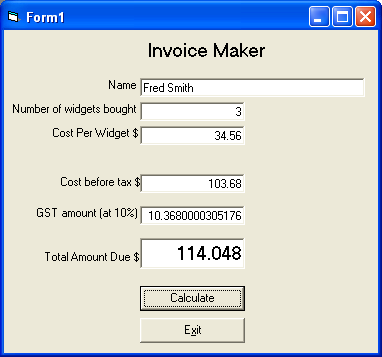 Form1
Invoice Maker
Name Fred Smith
Number of widgets bought 3
Cost Per Widget $ 34.56
Cost before tax $ 103.68
GST amount (at 10%) 10.3680000305176
Total Amount Due $ 114.048
Calculate
Exit